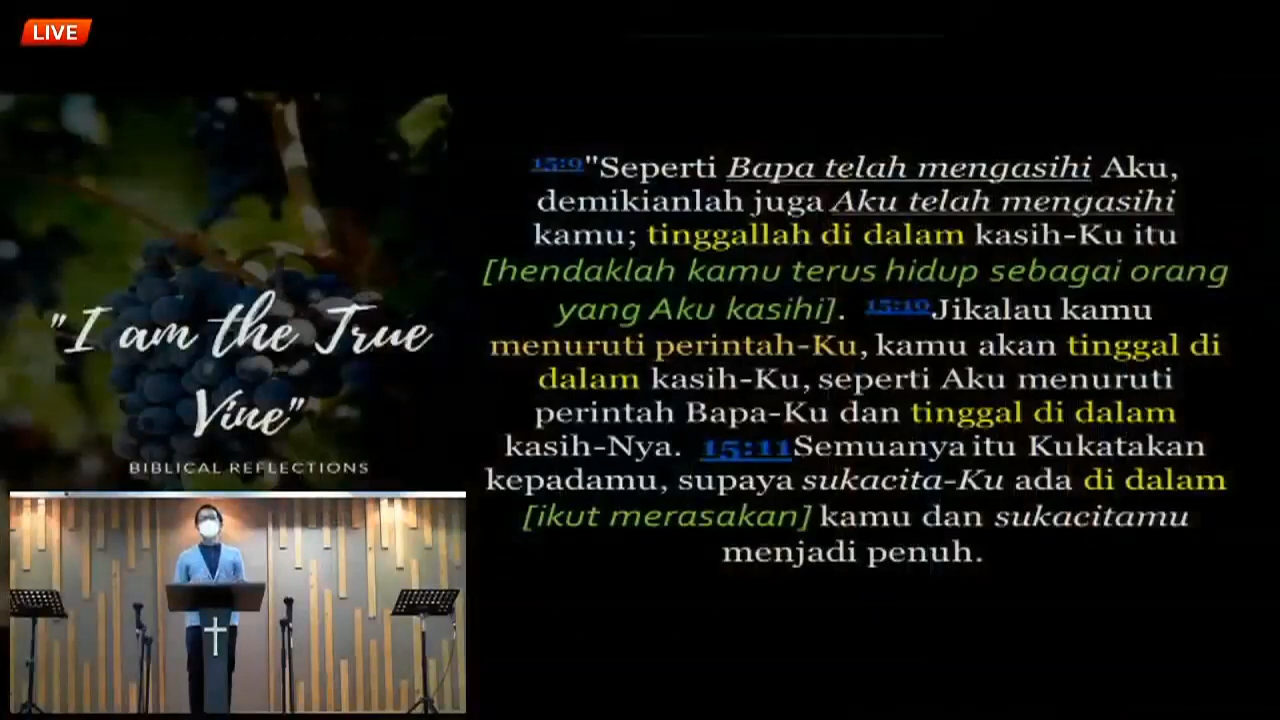 LIVE
"I am the True
Vine"
BIBLICAL REFLECTIONS
15:9"Seperti Bapa telah mengasihi Aku,
demikianlah juga Aku telah mengasihi
kamu; tinggallah di dalam kasih-Ku itu
[hendaklah kamu terus hidup sebagai orang
yang Aku kasihi]. 15:10Jikalau kamu
menuruti perintah-Ku, kamu akan tinggal di
dalam kasih-Ku, seperti Aku menuruti
perintah Bapa-Ku dan tinggal di dalam
kasih-Nya. 15:11Semuanya itu Kukatakan
kepadamu, supaya sukacita-Ku ada di dalam
[ikut merasakan] kamu dan sukacitamu
menjadi penuh.